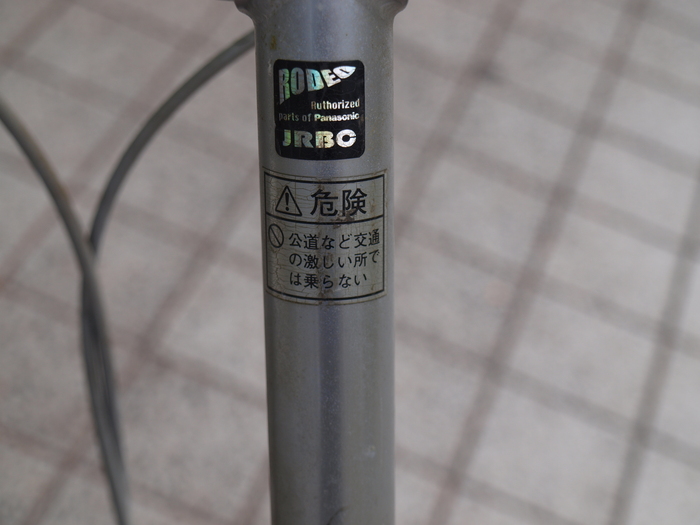 RODEO
Authorized
parts of Panasonic
JRBC
危険
公道など交通
の激しい所で
は乗らない